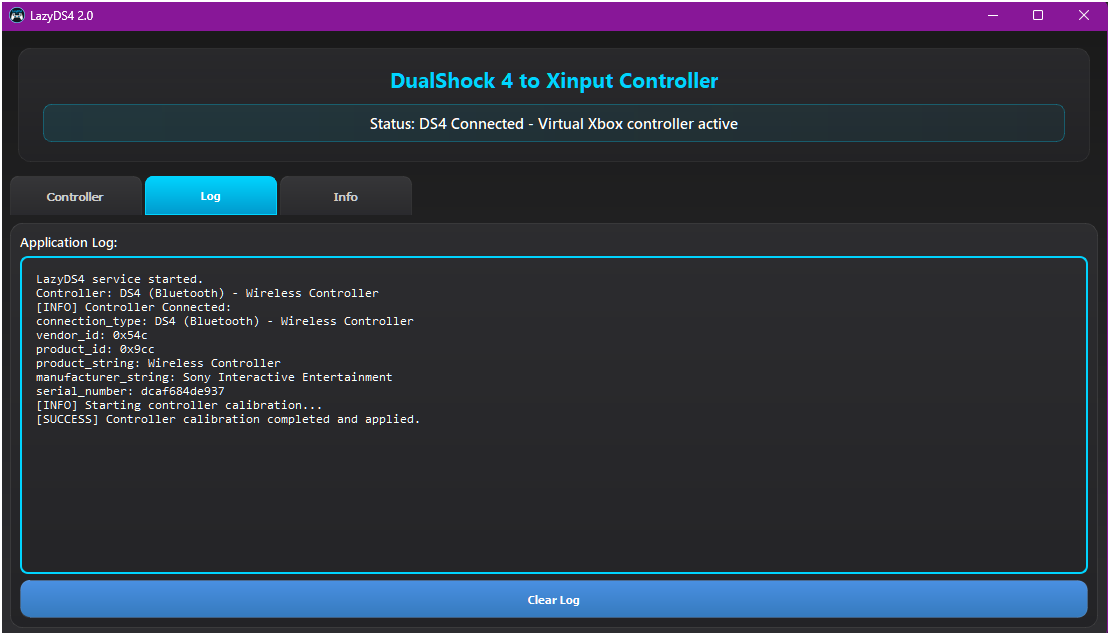 LazyDS4 2.0
DualShock 4 to Xinput Controller
Status: DS4 Connected - Virtual Xbox controller active
Controller
Log
Info
Application Log:
LazyDS4 service started.
Controller: DS4 (Bluetooth) - Wireless Controller
[INFO] Controller Connected:
connection_type: DS4 (Bluetooth) - Wireless Controller
vendor_id: 0x54c
product_id: 0x9cc
product_string: Wireless Controller
manufacturer_string: Sony Interactive Entertainment
serial_number: dcaf684de937
[INFO] Starting controller calibration...
[SUCCESS] Controller calibration completed and applied.
Clear Log